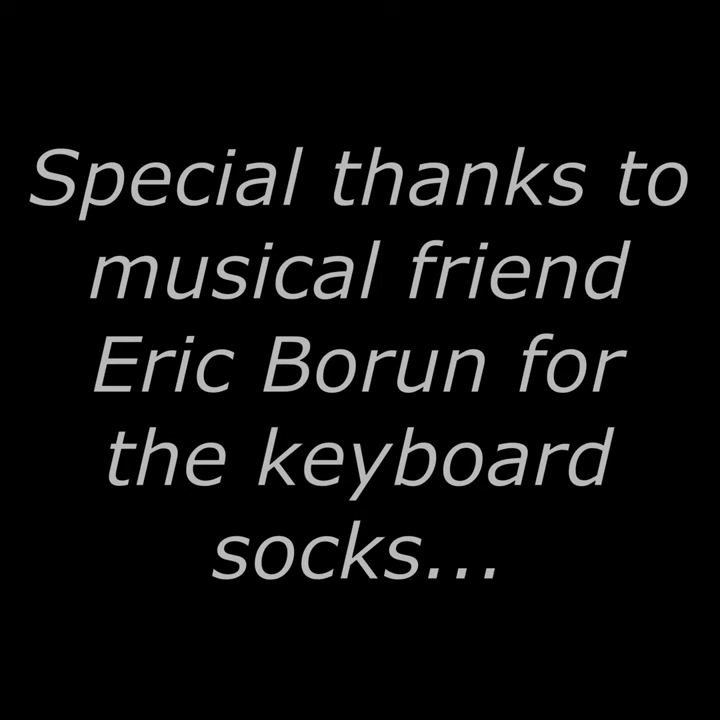 Special thanks to
musical friend
Eric Borun for
the keyboard
socks...